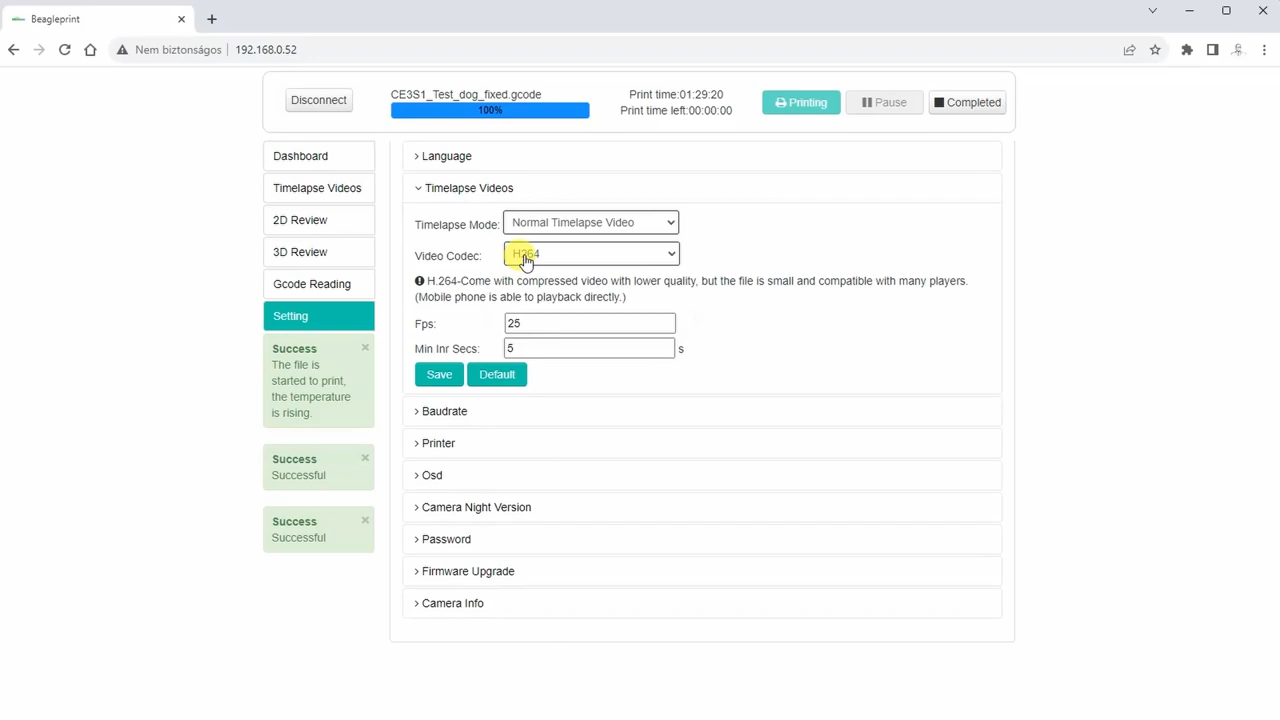 Beagleprint
Nem biztonságos 192.168.0.52
Disconnect
CE3S1_Test_dog_fixed.gcode
100%
Print time:01:29:20
Print time left:00:00:00
Printing
Pause
Completed
Dashboard
Timelapse Videos
2D Review
3D Review
Gcode Reading
Setting
Success
The file is
started to print,
the temperature
is rising.
Success
Successful
Success
Successful
Language
Timelapse Videos
Timelapse Mode: Normal Timelapse Video
Video Codec: H264
H.264-Come with compressed video with lower quality, but the file is small and compatible with many players.
(Mobile phone is able to playback directly.)
Fps: 25
Min Inr Secs: 5 s
Save Default
Baudrate
Printer
Osd
Camera Night Version
Password
Firmware Upgrade
Camera Info